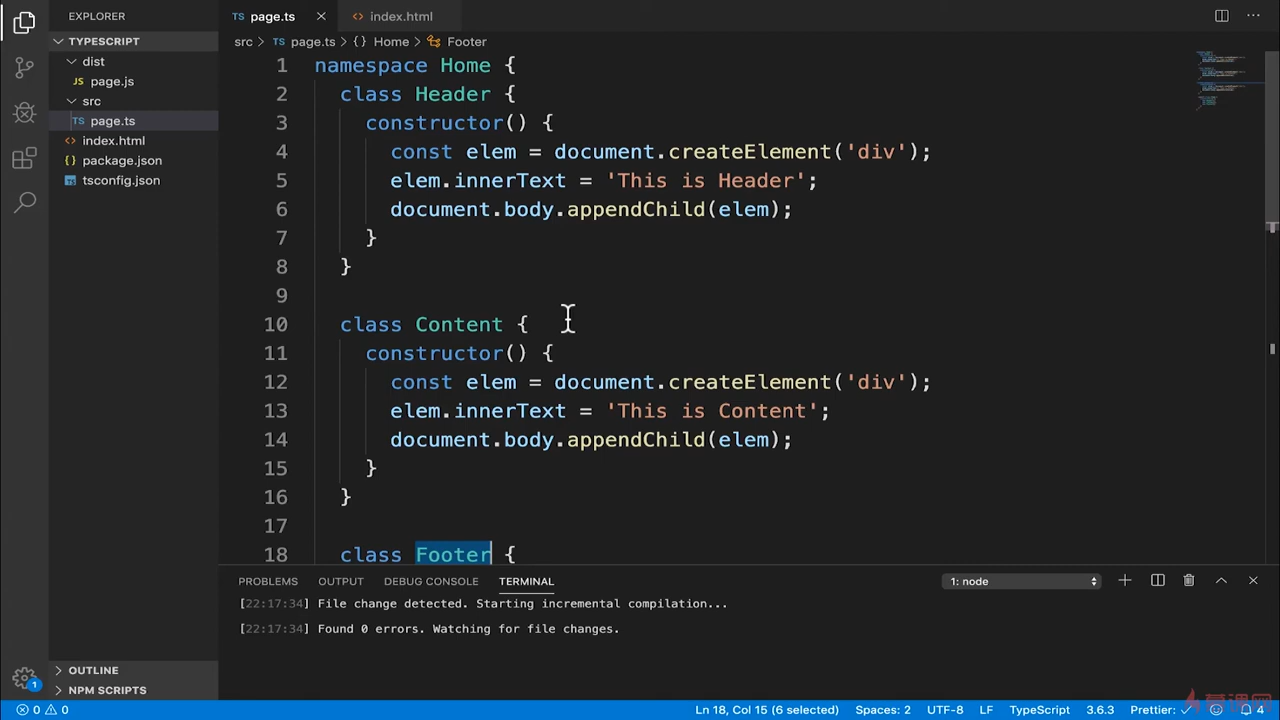 EXPLORER
TS page.ts
<> index.html
TYPESCRIPT
src > TS page.ts > {} Home > Footer
dist
JS page.js
src
TS page.ts
<> index.html
{} package.json
tsconfig.json
1 namespace Home {
2 class Header {
3 constructor() {
4 const elem = document.createElement('div');
5 elem.innerText = 'This is Header';
6 document.body.appendChild(elem);
7 }
8 }
9
10 class Content {
11 constructor() {
12 const elem = document.createElement('div');
13 elem.innerText = 'This is Content';
14 document.body.appendChild(elem);
15 }
16 }
17
18 class Footer {
PROBLEMS OUTPUT DEBUG CONSOLE TERMINAL
1: node
[22:17:34] File change detected. Starting incremental compilation...
[22:17:34] Found 0 errors. Watching for file changes.
OUTLINE
NPM SCRIPTS
1
0 0
Ln 18, Col 15 (6 selected) Spaces: 2 UTF-8 LF TypeScript 3.6.3 Prettier: ✓ 4
慕课网